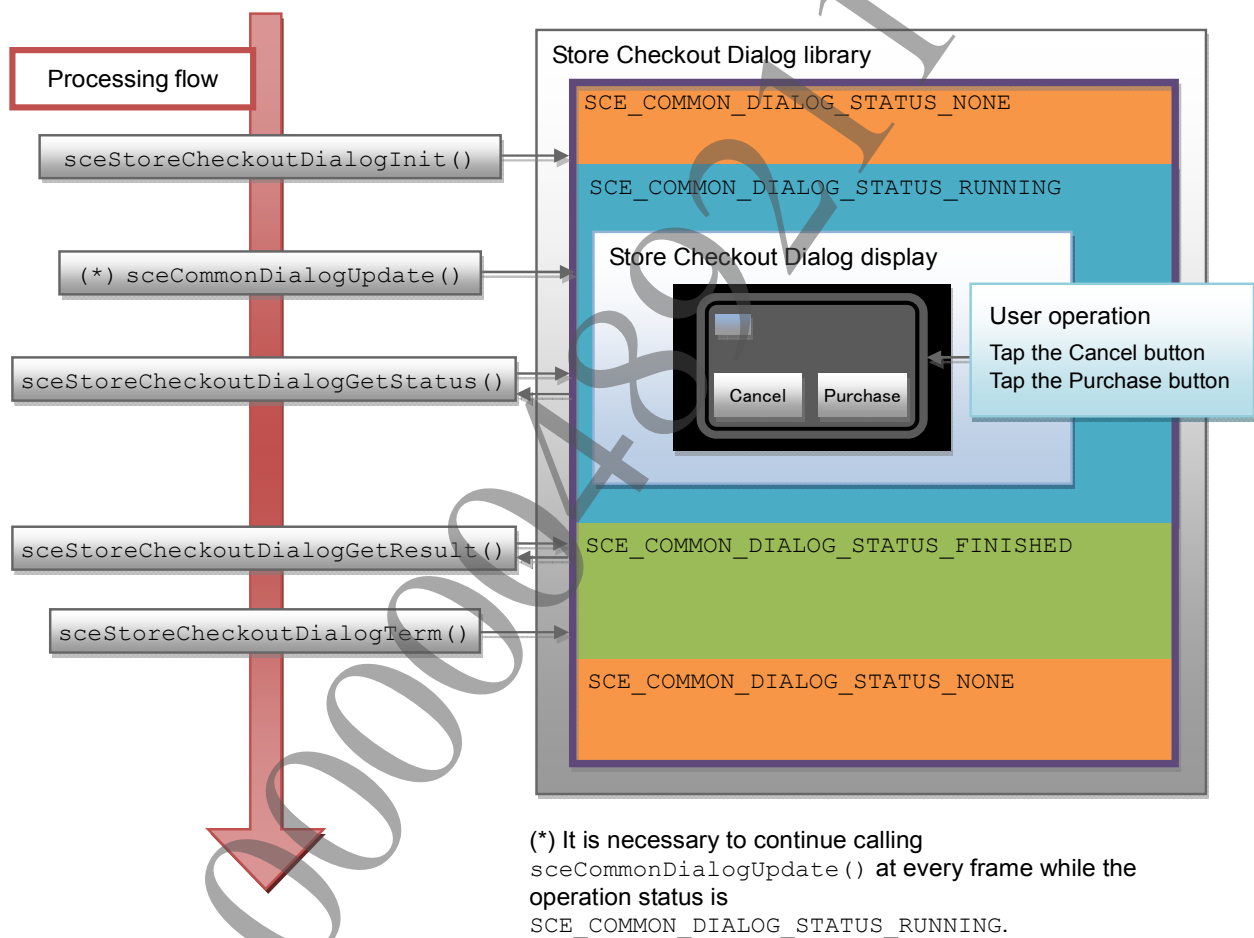 Processing flow
Store Checkout Dialog library
SCE_COMMON_DIALOG_STATUS_NONE
sceStoreCheckoutDialogInit()
SCE_COMMON_DIALOG_STATUS_RUNNING
(*) sceCommonDialogUpdate()
Store Checkout Dialog display
User operation
Tap the Cancel button
Tap the Purchase button
sceStoreCheckoutDialogGetStatus()
Cancel
Purchase
sceStoreCheckoutDialogGetResult()
SCE_COMMON_DIALOG_STATUS_FINISHED
sceStoreCheckoutDialogTerm()
SCE_COMMON_DIALOG_STATUS_NONE
(*) It is necessary to continue calling
sceCommonDialogUpdate() at every frame while the
operation status is
SCE_COMMON_DIALOG_STATUS_RUNNING.